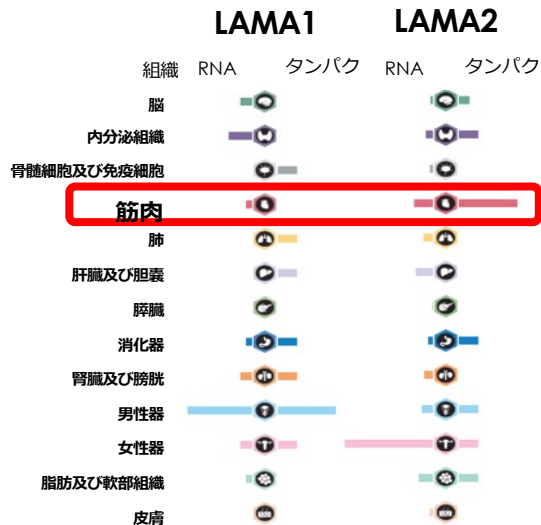 LAMA1 LAMA2
組織 RNA タンパク RNA タンパク
脳
内分泌組織
骨髄細胞及び免疫細胞
筋肉
肺
肝臓及び胆嚢
膵臓
消化器
腎臓及び膀胱
男性器
女性器
脂肪及び軟部組織
皮膚